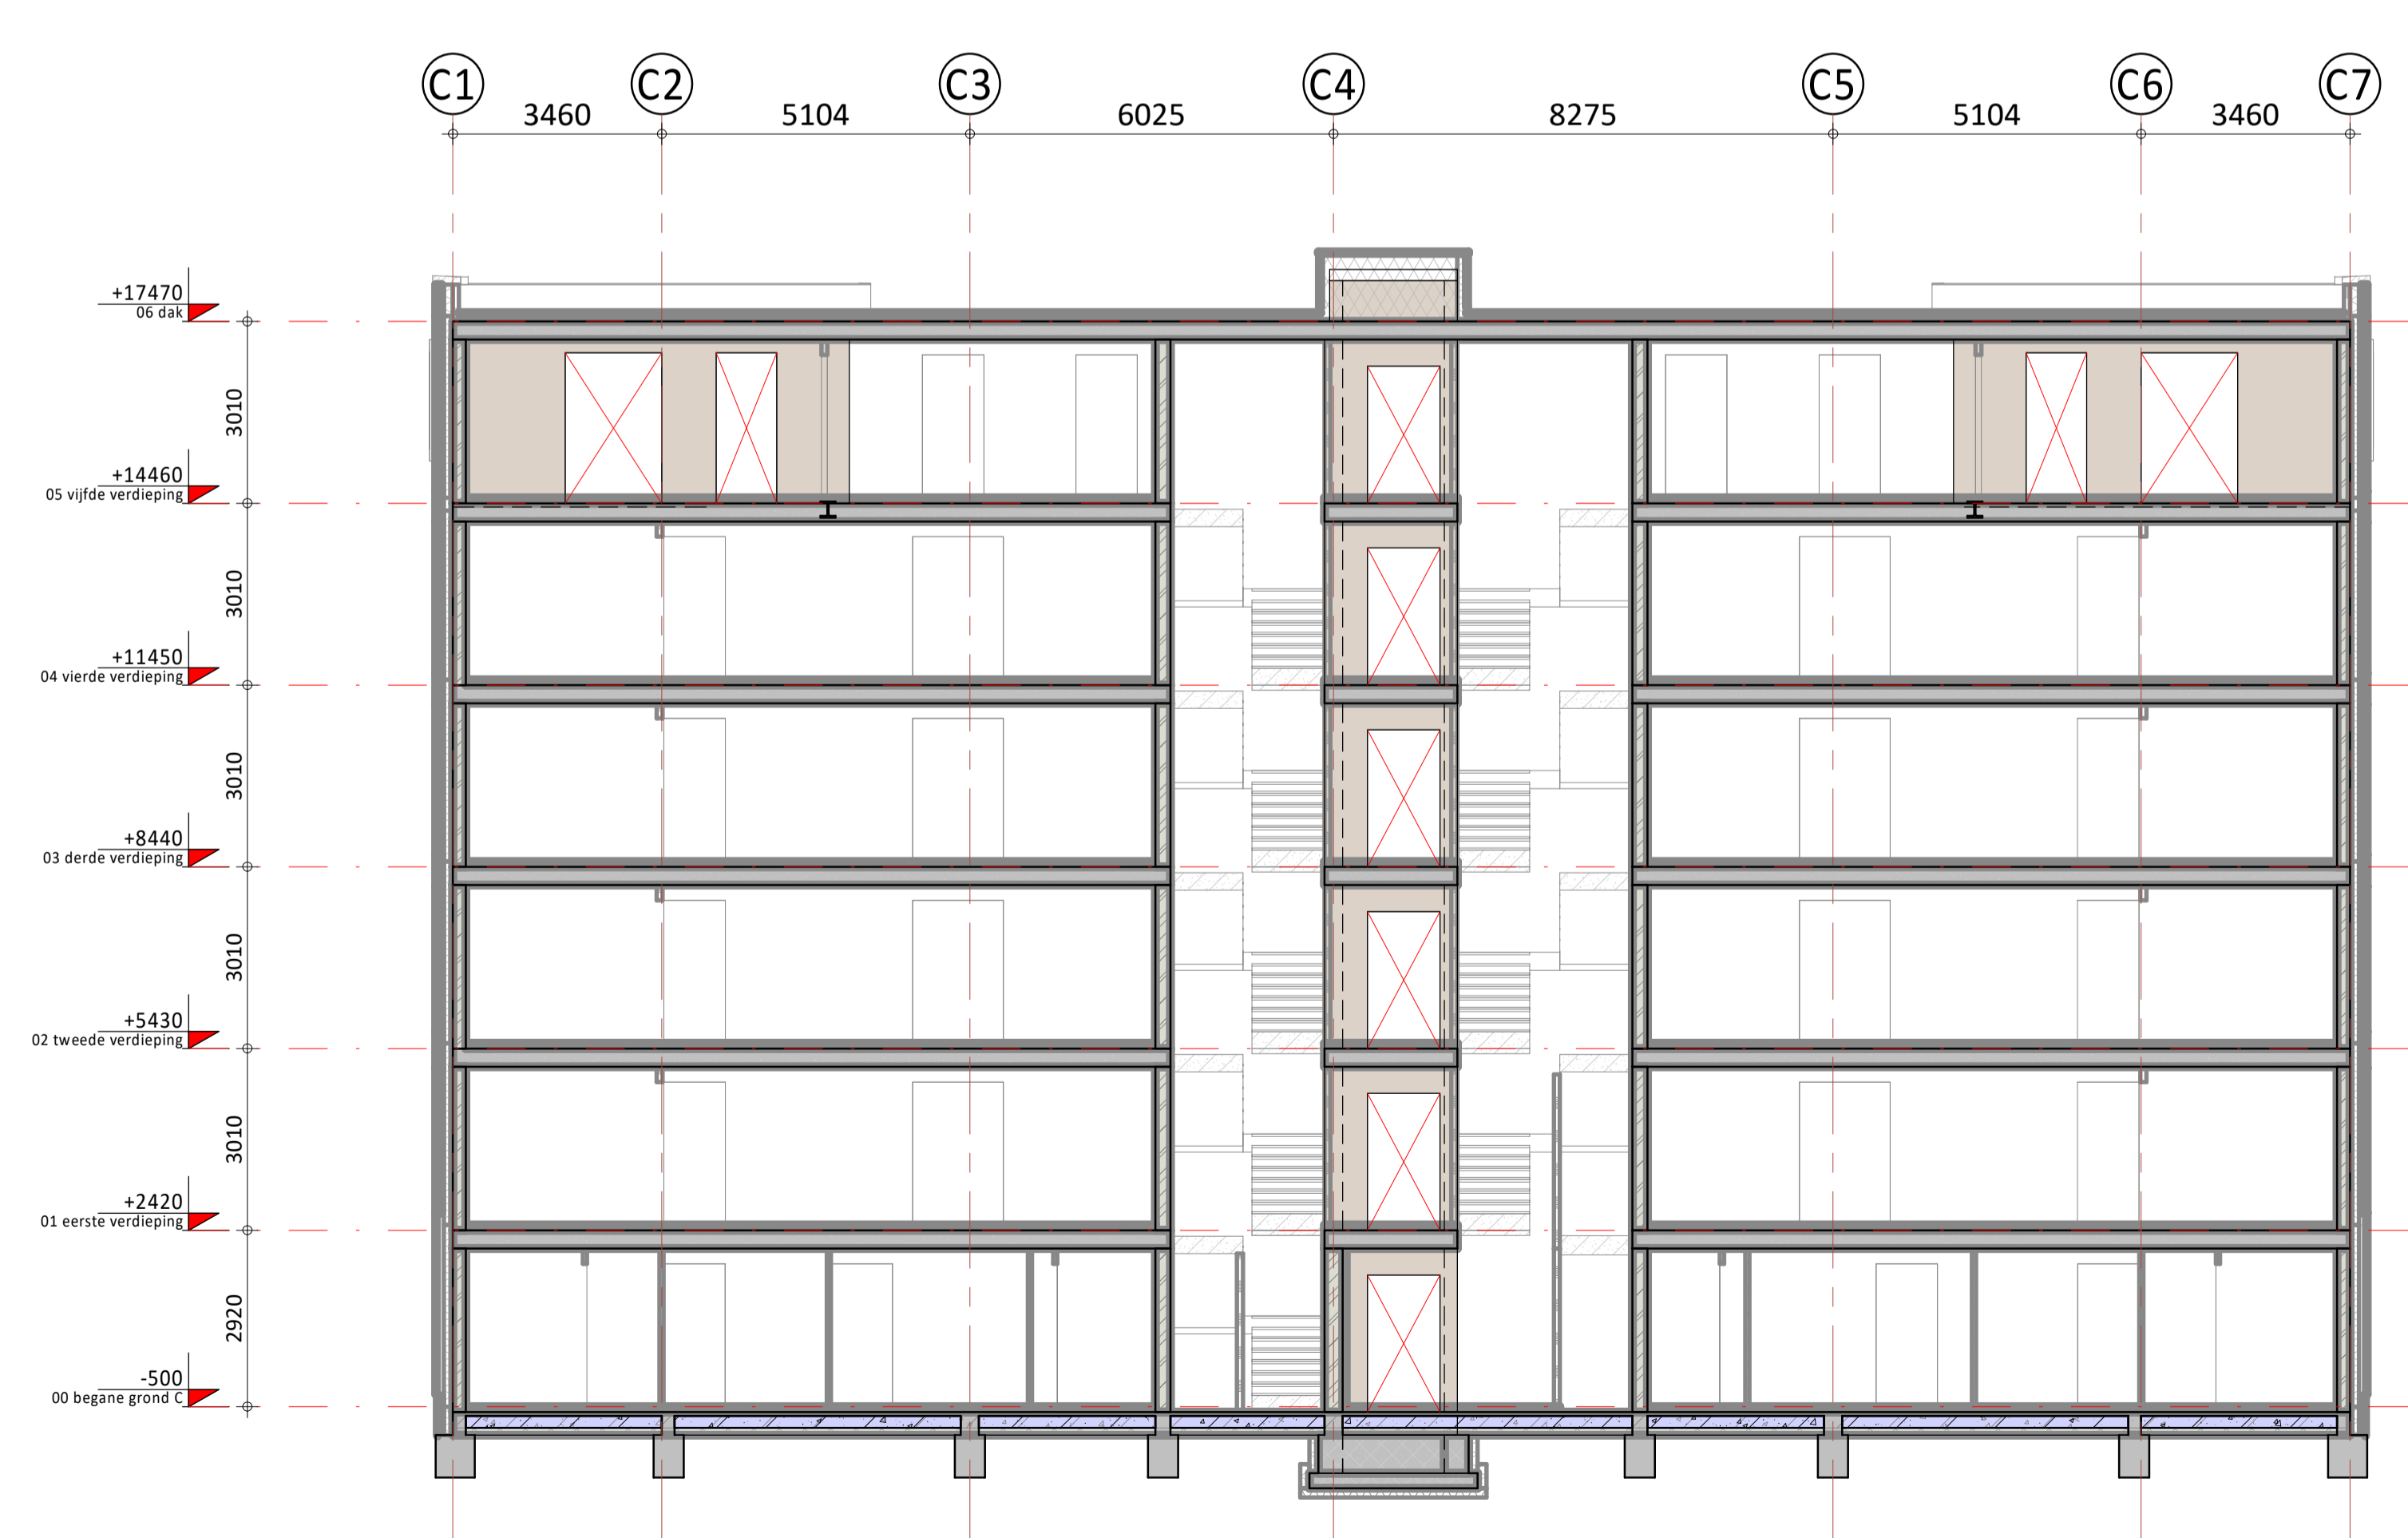 C1 C2 C3 C4 C5 C6 C7
3460 5104 6025 8275 5104 3460
+17470
06 dak
3010
+14460
05 vijfde verdieping
3010
+11450
04 vierde verdieping
3010
+8440
03 derde verdieping
3010
+5430
02 tweede verdieping
3010
+2420
01 eerste verdieping
2920
-500
00 begane grond C